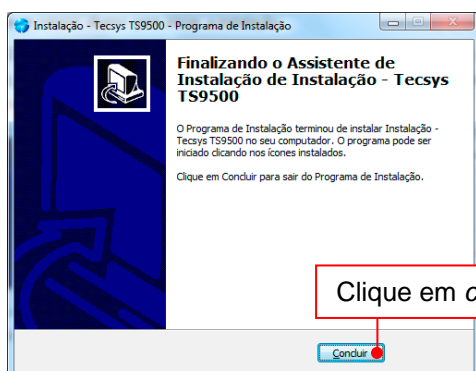 Instalação - Tecsys TS9500 - Programa de Instalação
Finalizando o Assistente de
Instalação de Instalação - Tecsys
TS9500
O Programa de Instalação terminou de instalar Instalação -
Tecsys TS9500 no seu computador. O programa pode ser
iniciado clicando nos ícones instalados.
Clique em Concluir para sair do Programa de Instalação.
Clique em
Concluir